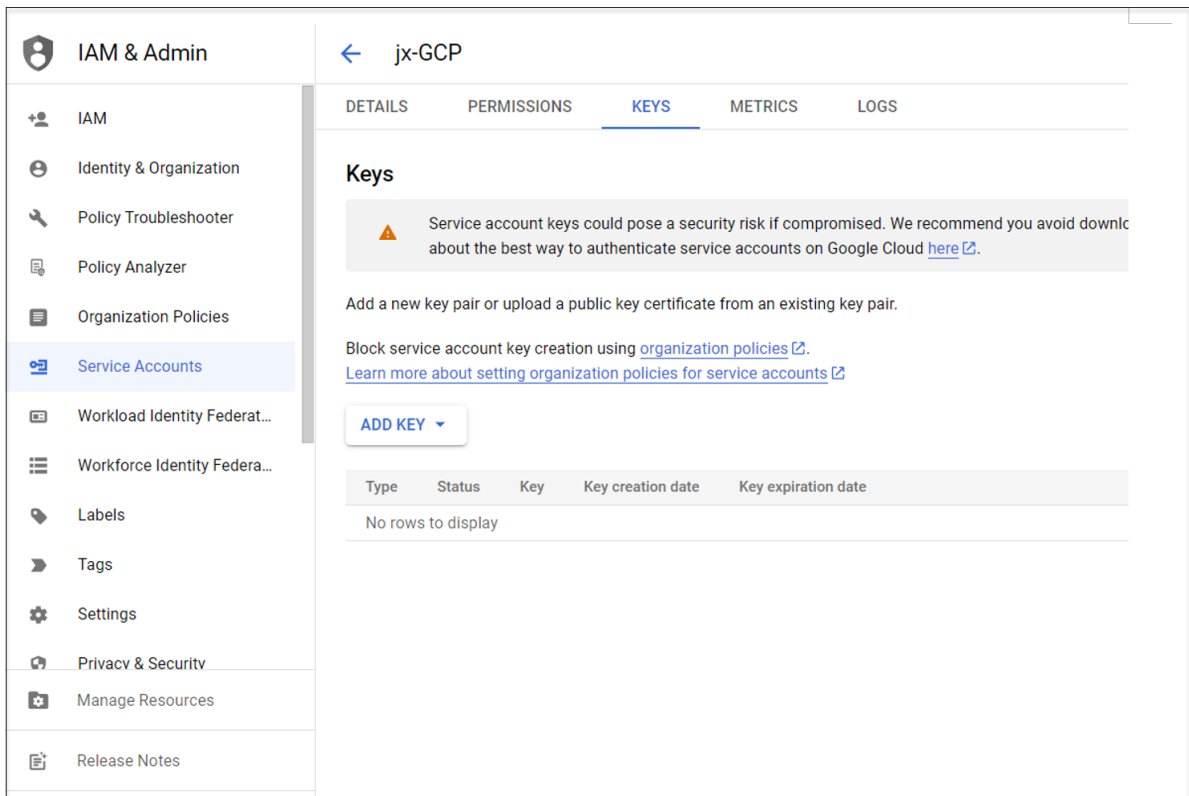 IAM & Admin
IAM
Identity & Organization
Policy Troubleshooter
Policy Analyzer
Organization Policies
Service Accounts
Workload Identity Federat...
Workforce Identity Federa...
Labels
Tags
Settings
Privacy & Security
Manage Resources
Release Notes
jx-GCP
DETAILS PERMISSIONS KEYS METRICS LOGS
Keys
Service account keys could pose a security risk if compromised. We recommend you avoid downlo
about the best way to authenticate service accounts on Google Cloud here.
Add a new key pair or upload a public key certificate from an existing key pair.
Block service account key creation using organization policies.
Learn more about setting organization policies for service accounts
ADD KEY
Type Status Key Key creation date Key expiration date
No rows to display